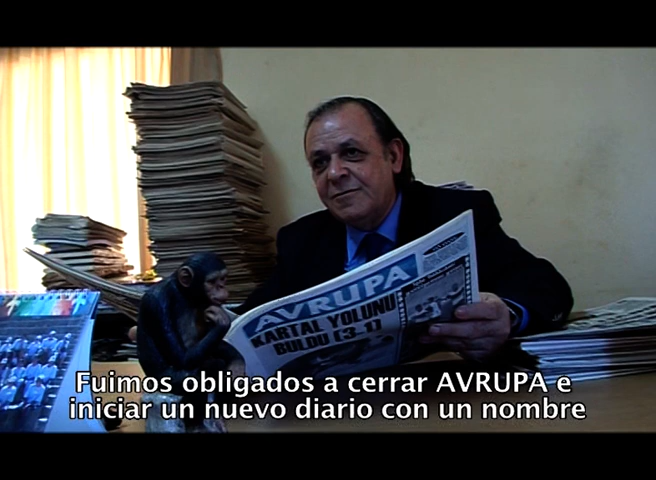 AVRUPA
KARTAL YOLUNU
BULDU (3-1)
Fuimos obligados a cerrar AVRUPA e
iniciar un nuevo diario con un nombre